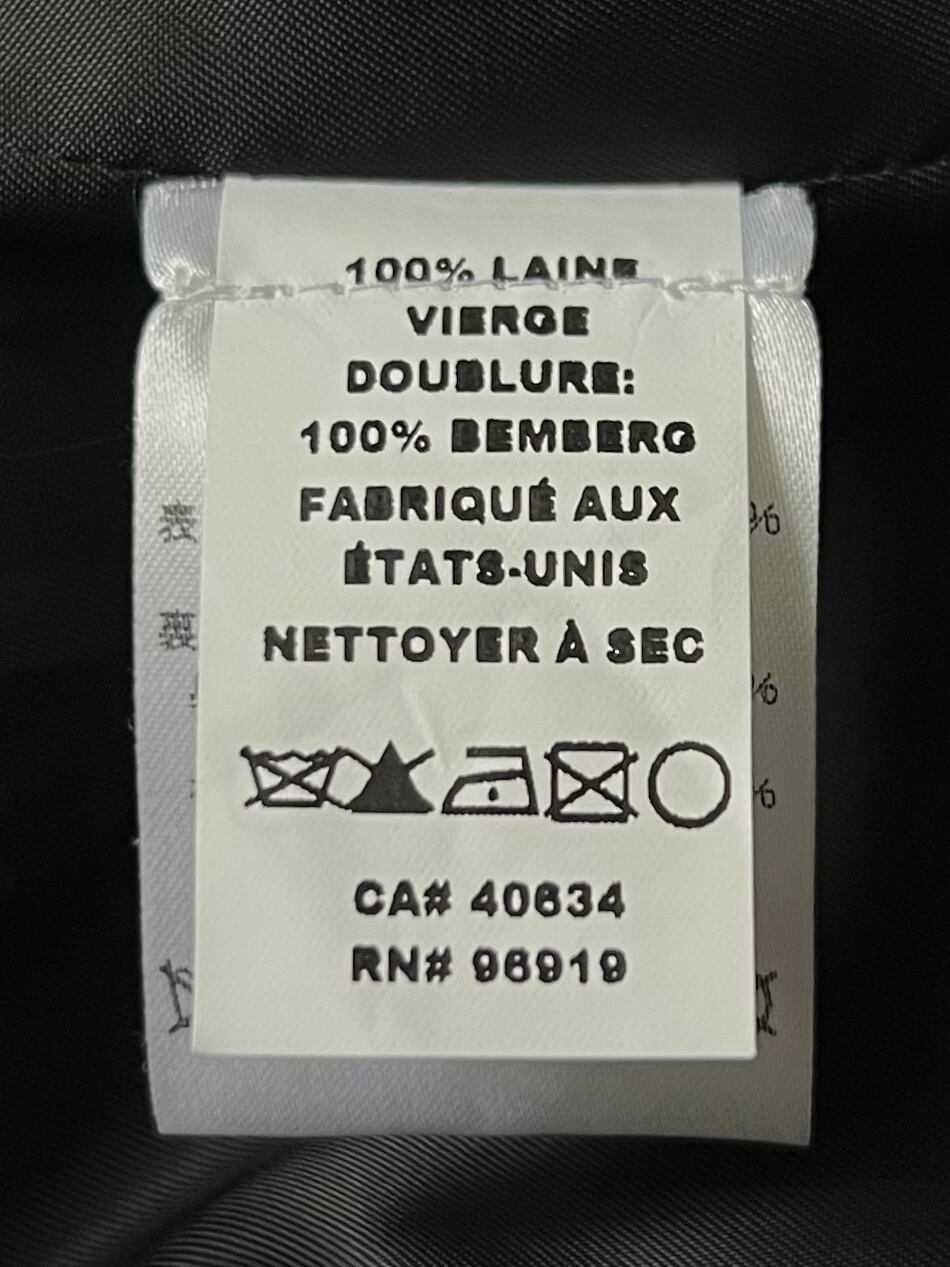 100% LAINE
VIERGE
DOUBLURE:
100% BEMBERG
FABRIQUÉ AUX
ÉTATS-UNIS
NETTOYER À SEC
CA# 40634
RN# 96919